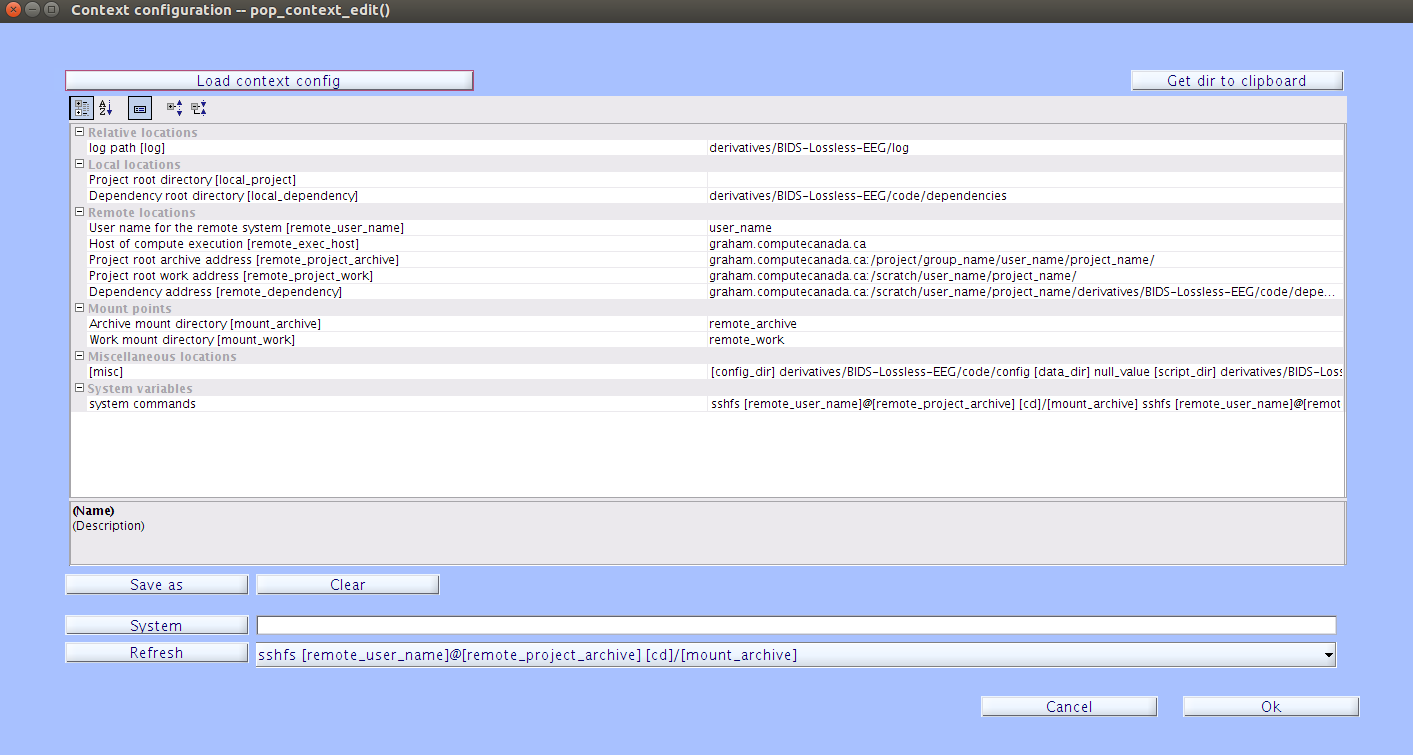 Context configuration -- pop_context_edit()
Load context config
Get dir to clipboard
Relative locations
log path [log] derivatives/BIDS-Lossless-EEG/log
Local locations
Project root directory [local_project]
Dependency root directory [local_dependency] derivatives/BIDS-Lossless-EEG/code/dependencies
Remote locations
User name for the remote system [remote_user_name] user_name
Host of compute execution [remote_exec_host] graham.computecanada.ca
Project root archive address [remote_project_archive] graham.computecanada.ca:/project/group_name/user_name/project_name/
Project root work address [remote_project_work] graham.computecanada.ca:/scratch/user_name/project_name/
Dependency address [remote_dependency] graham.computecanada.ca:/scratch/user_name/project_name/derivatives/BIDS-Lossless-EEG/code/depe...
Mount points
Archive mount directory [mount_archive] remote_archive
Work mount directory [mount_work] remote_work
Miscellaneous locations
[misc] [config_dir] derivatives/BIDS-Lossless-EEG/code/config [data_dir] null_value [script_dir] derivatives/BIDS-Loss
System variables
system commands sshfs [remote_user_name]@[remote_project_archive] [cd]/[mount_archive] sshfs [remote_user_name]@[remot
(Name)
(Description)
Save as
Clear
System
Refresh
sshfs [remote_user_name]@[remote_project_archive] [cd]/[mount_archive]
Cancel
Ok